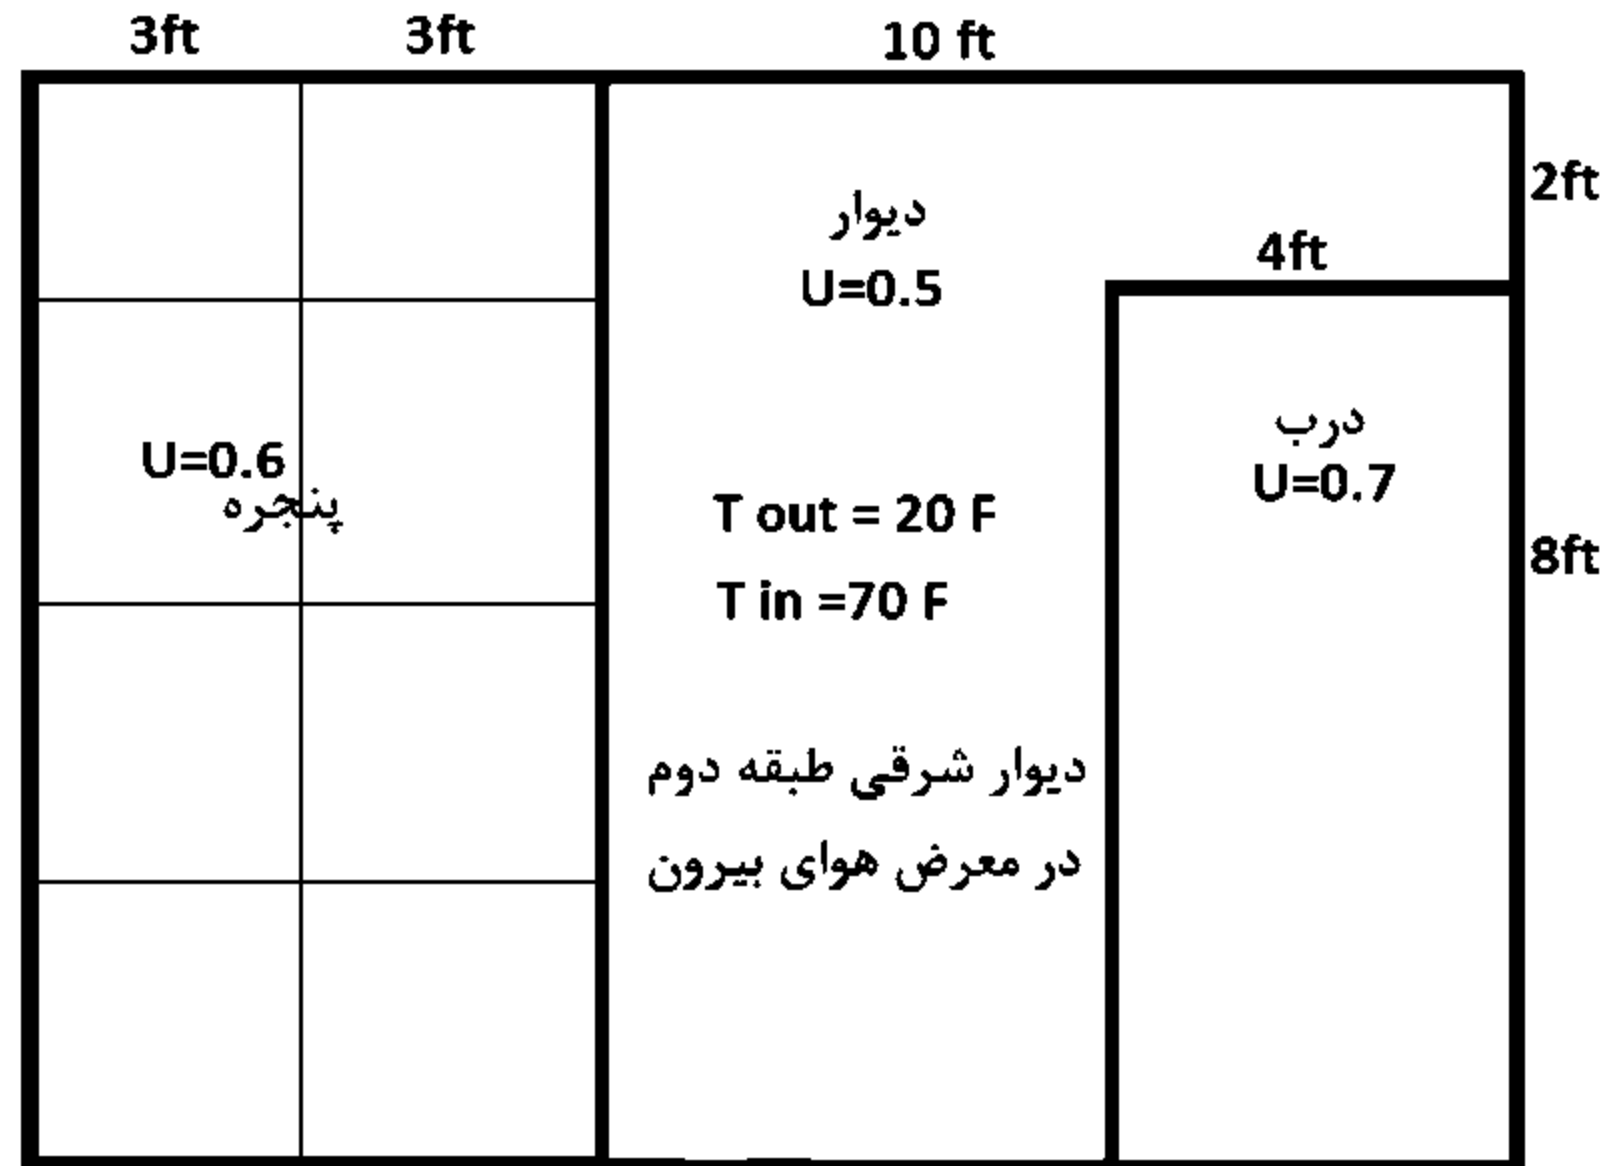 3ft 3ft 10 ft
2ft
دیوار
U=0.5
4ft
درب
U=0.7
U=0.6
پنجره
T out = 20 F
T in =70 F
8ft
دیوار شرقی طبقه دوم
در معرض هوای بیرون